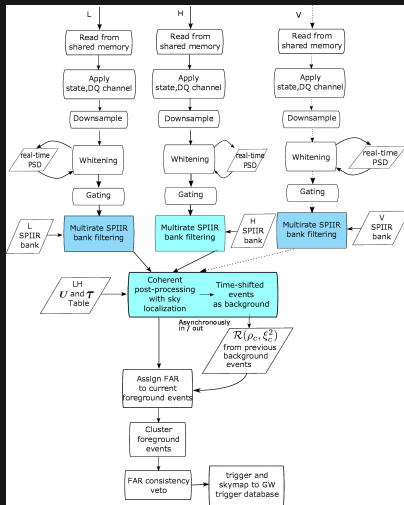 L
H
V
Read from
shared memory
Read from
shared memory
Read from
shared memory
Apply
state,DQ channel
Apply
state,DQ channel
Apply
state,DQ channel
Downsample
Downsample
Downsample
real-time
PSD
Whitening
Whitening
real-time
PSD
Whitening
real-time
PSD
Gating
Gating
Gating
L
SPIIR
bank
Multirate SPIIR
bank filtering
Multirate SPIIR
bank filtering
H
SPIIR
bank
Multirate SPIIR
bank filtering
V
SPIIR
bank
LH
U and τ
Table
Coherent
post-processing
with sky
localization
Time-shifted
events
as background
Asynchronously
in / out
R(ρc, ξc²)
from previous
background
events
Assign FAR
to current
foreground events
Cluster
foreground
events
FAR consistency
veto
trigger and
skymap to GW
trigger database